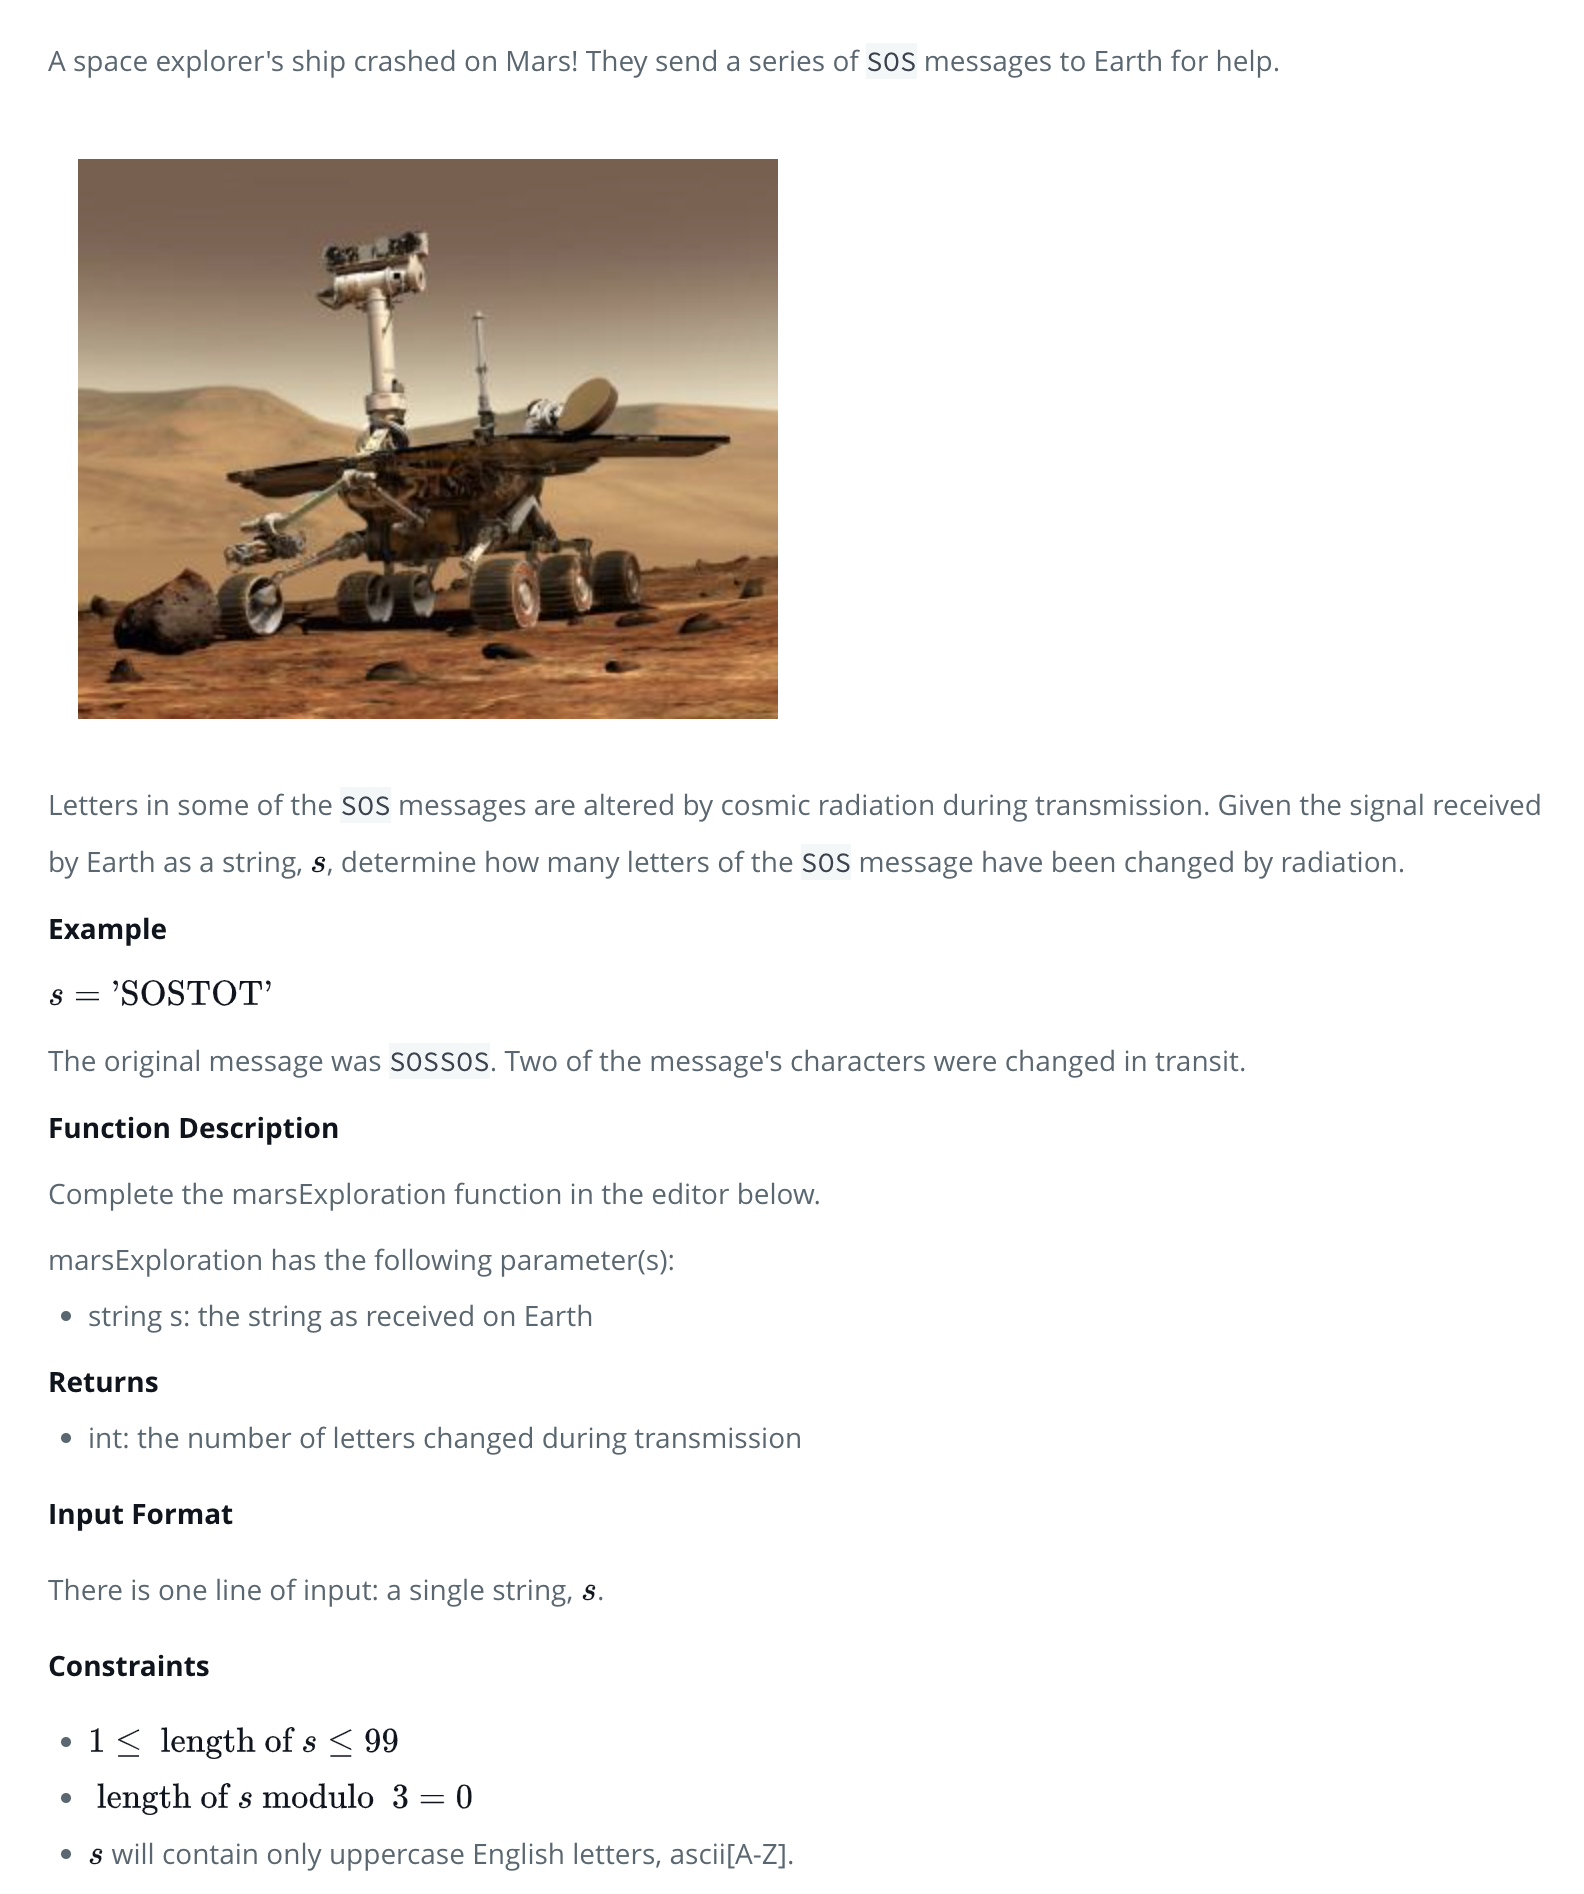 A space explorer's ship crashed on Mars! They send a series of SOS messages to Earth for help.
Letters in some of the SOS messages are altered by cosmic radiation during transmission. Given the signal received
by Earth as a string, s, determine how many letters of the SOS message have been changed by radiation.
Example
s = 'SOSTOT'
The original message was SOSSOS. Two of the message's characters were changed in transit.
Function Description
Complete the marsExploration function in the editor below.
marsExploration has the following parameter(s):
• string s: the string as received on Earth
Returns
• int: the number of letters changed during transmission
Input Format
There is one line of input: a single string, s.
Constraints
• 1 ≤ length of s ≤ 99
• length of s modulo 3 = 0
• s will contain only uppercase English letters, ascii[A-Z].